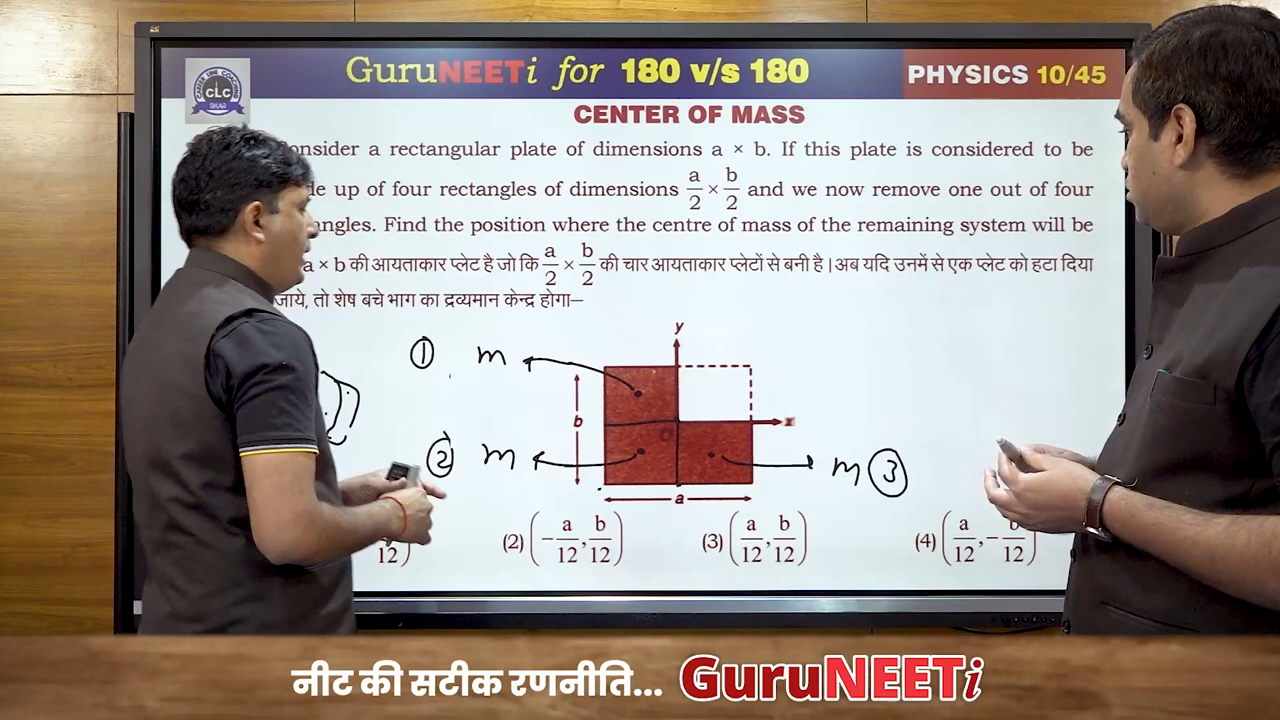 GuruNEETi for 180 v/s 180
PHYSICS 10/45
CLC
SIKAR
CENTER OF MASS
onsider a rectangular plate of dimensions a × b. If this plate is considered to be
de up of four rectangles of dimensions a/2 × b/2 and we now remove one out of four
angles. Find the position where the centre of mass of the remaining system will be
a × b की आयताकार प्लेट है जो कि a/2 × b/2 की चार आयताकार प्लेटों से बनी है। अब यदि उनमें से एक प्लेट को हटा दिया
जाये, तो शेष बचे भाग का द्रव्यमान केन्द्र होगा–
y
① m
b
x
② m
m ③
a
12)
(2) (-a/12, b/12)
(3) (a/12, b/12)
(4) (a/12, -b/12)
नीट की सटीक रणनीति... GuruNEETi